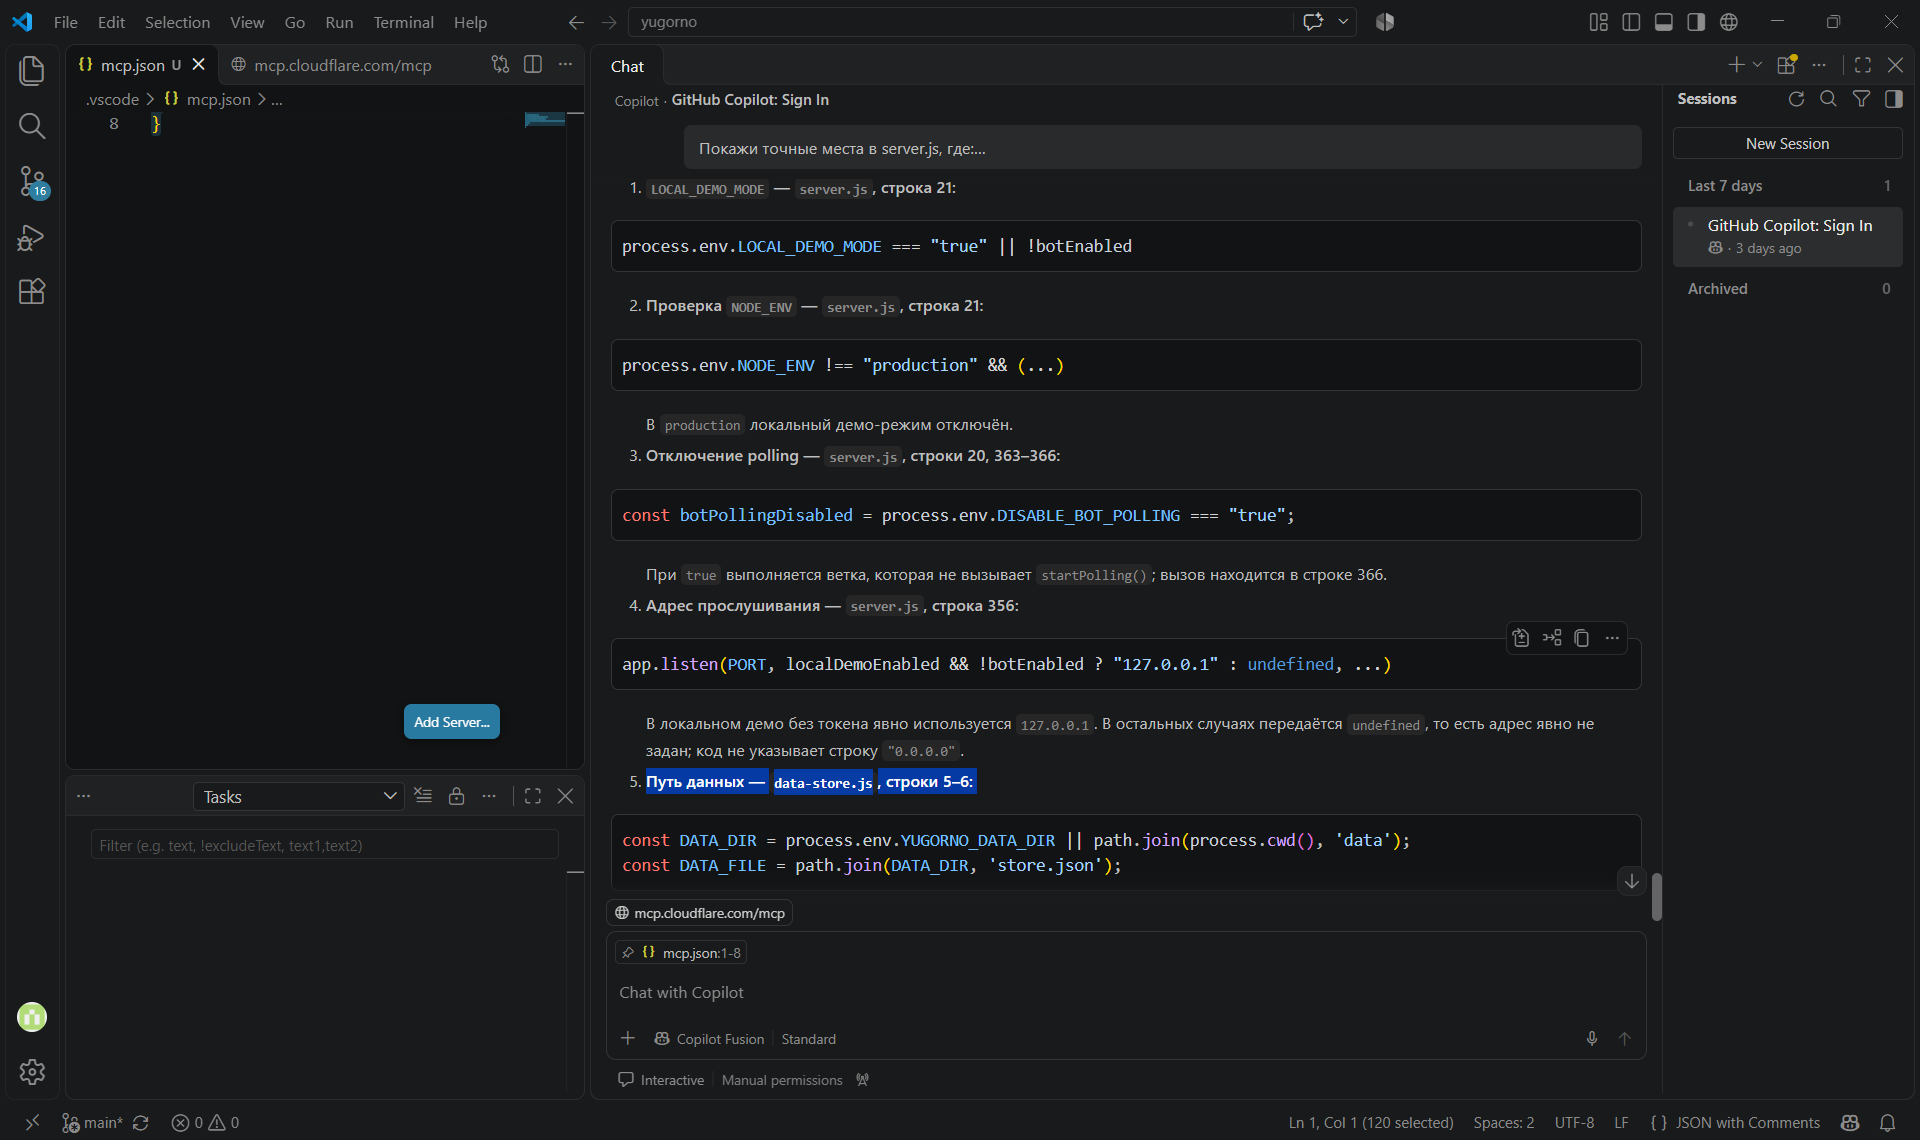 File Edit Selection View Go Run Terminal Help
yugorno
mcp.json U
mcp.cloudflare.com/mcp
.vscode > mcp.json > ...
8 }
Add Server...
Tasks
Filter (e.g. text, !excludeText, text1,text2)
Chat
Copilot · GitHub Copilot: Sign In
Покажи точные места в server.js, где:...
1. LOCAL_DEMO_MODE — server.js, строка 21:
process.env.LOCAL_DEMO_MODE === "true" || !botEnabled
2. Проверка NODE_ENV — server.js, строка 21:
process.env.NODE_ENV !== "production" && (...)
В production локальный демо-режим отключён.
3. Отключение polling — server.js, строки 20, 363–366:
const botPollingDisabled = process.env.DISABLE_BOT_POLLING === "true";
При true выполняется ветка, которая не вызывает startPolling(); вызов находится в строке 366.
4. Адрес прослушивания — server.js, строка 356:
app.listen(PORT, localDemoEnabled && !botEnabled ? "127.0.0.1" : undefined, ...)
В локальном демо без токена явно используется 127.0.0.1. В остальных случаях передаётся undefined, то есть адрес явно не
задан; код не указывает строку "0.0.0.0".
5. Путь данных — data-store.js, строки 5–6:
const DATA_DIR = process.env.YUGORNO_DATA_DIR || path.join(process.cwd(), 'data');
const DATA_FILE = path.join(DATA_DIR, 'store.json');
mcp.cloudflare.com/mcp
mcp.json:1-8
Chat with Copilot
Copilot Fusion Standard
Interactive Manual permissions
Sessions
New Session
Last 7 days 1
GitHub Copilot: Sign In
· 3 days ago
Archived 0
16
main* 0 0
Ln 1, Col 1 (120 selected) Spaces: 2 UTF-8 LF { } JSON with Comments